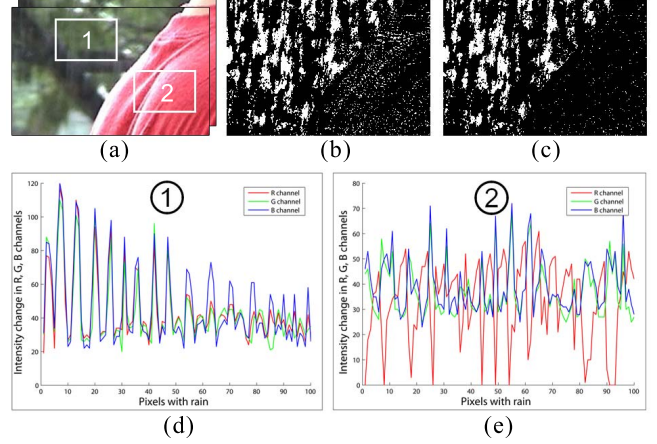 1
2
(a)
(b)
(c)
1
R channel
G channel
B channel
Intensity change in R, G, B channels
120
100
80
60
40
20
0
0 10 20 30 40 50 60 70 80 90 100
Pixels with rain
(d)
2
R channel
G channel
B channel
Intensity change in R, G, B channels
80
70
60
50
40
30
20
10
0
0 10 20 30 40 50 60 70 80 90 100
Pixels with rain
(e)